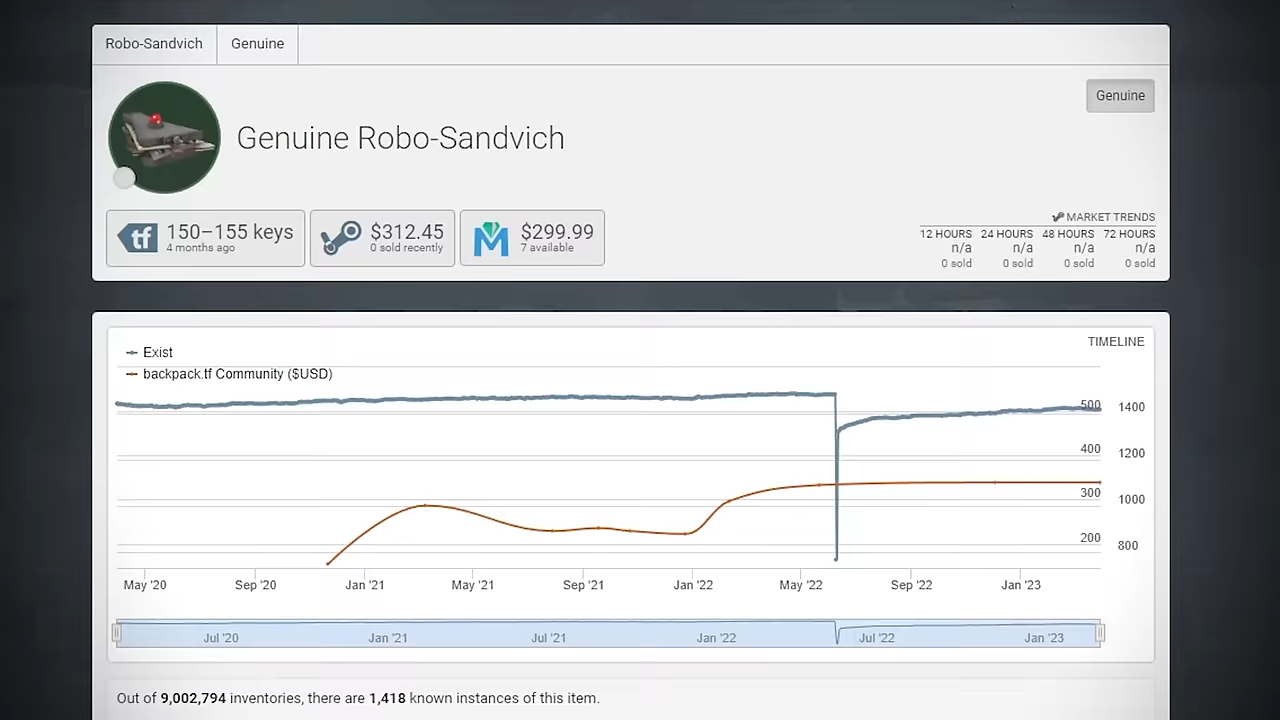 Robo-Sandvich Genuine
Genuine
Genuine Robo-Sandvich
tf 150–155 keys
4 months ago
$312.45
0 sold recently
$299.99
7 available
MARKET TRENDS
12 HOURS 24 HOURS 48 HOURS 72 HOURS
n/a n/a n/a n/a
0 sold 0 sold 0 sold 0 sold
TIMELINE
Exist
backpack.tf Community ($USD)
500 1400
400 1200
300 1000
200 800
May '20 Sep '20 Jan '21 May '21 Sep '21 Jan '22 May '22 Sep '22 Jan '23
Jul '20 Jan '21 Jul '21 Jan '22 Jul '22 Jan '23
Out of 9,002,794 inventories, there are 1,418 known instances of this item.